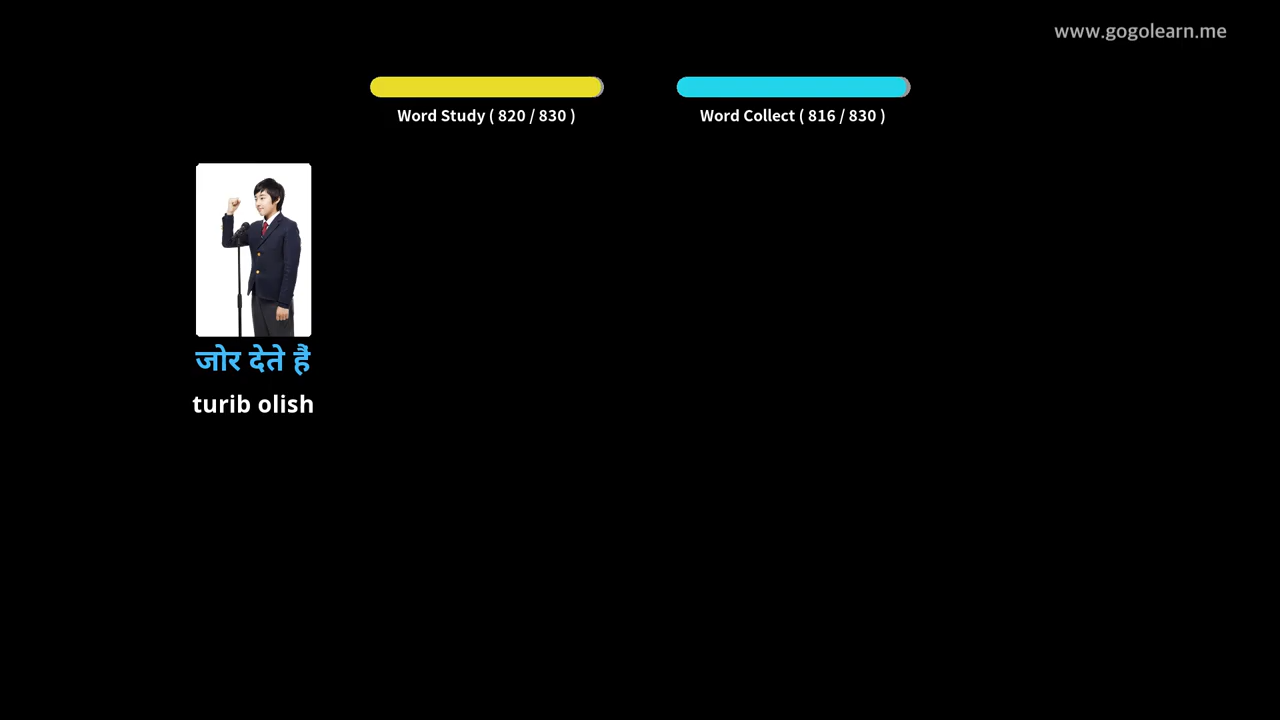 www.gogolearn.me
Word Study ( 820 / 830 )
Word Collect ( 816 / 830 )
जोर देते हैं
turib olish